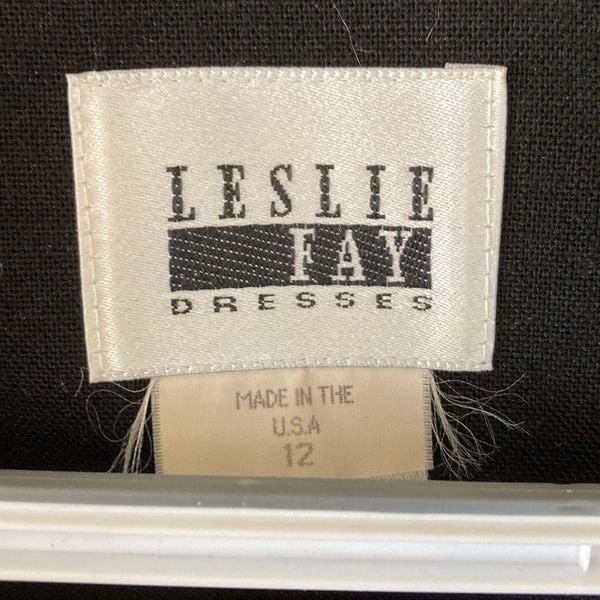 LESLIE
FAY
DRESSES
MADE IN THE
U.S.A
12